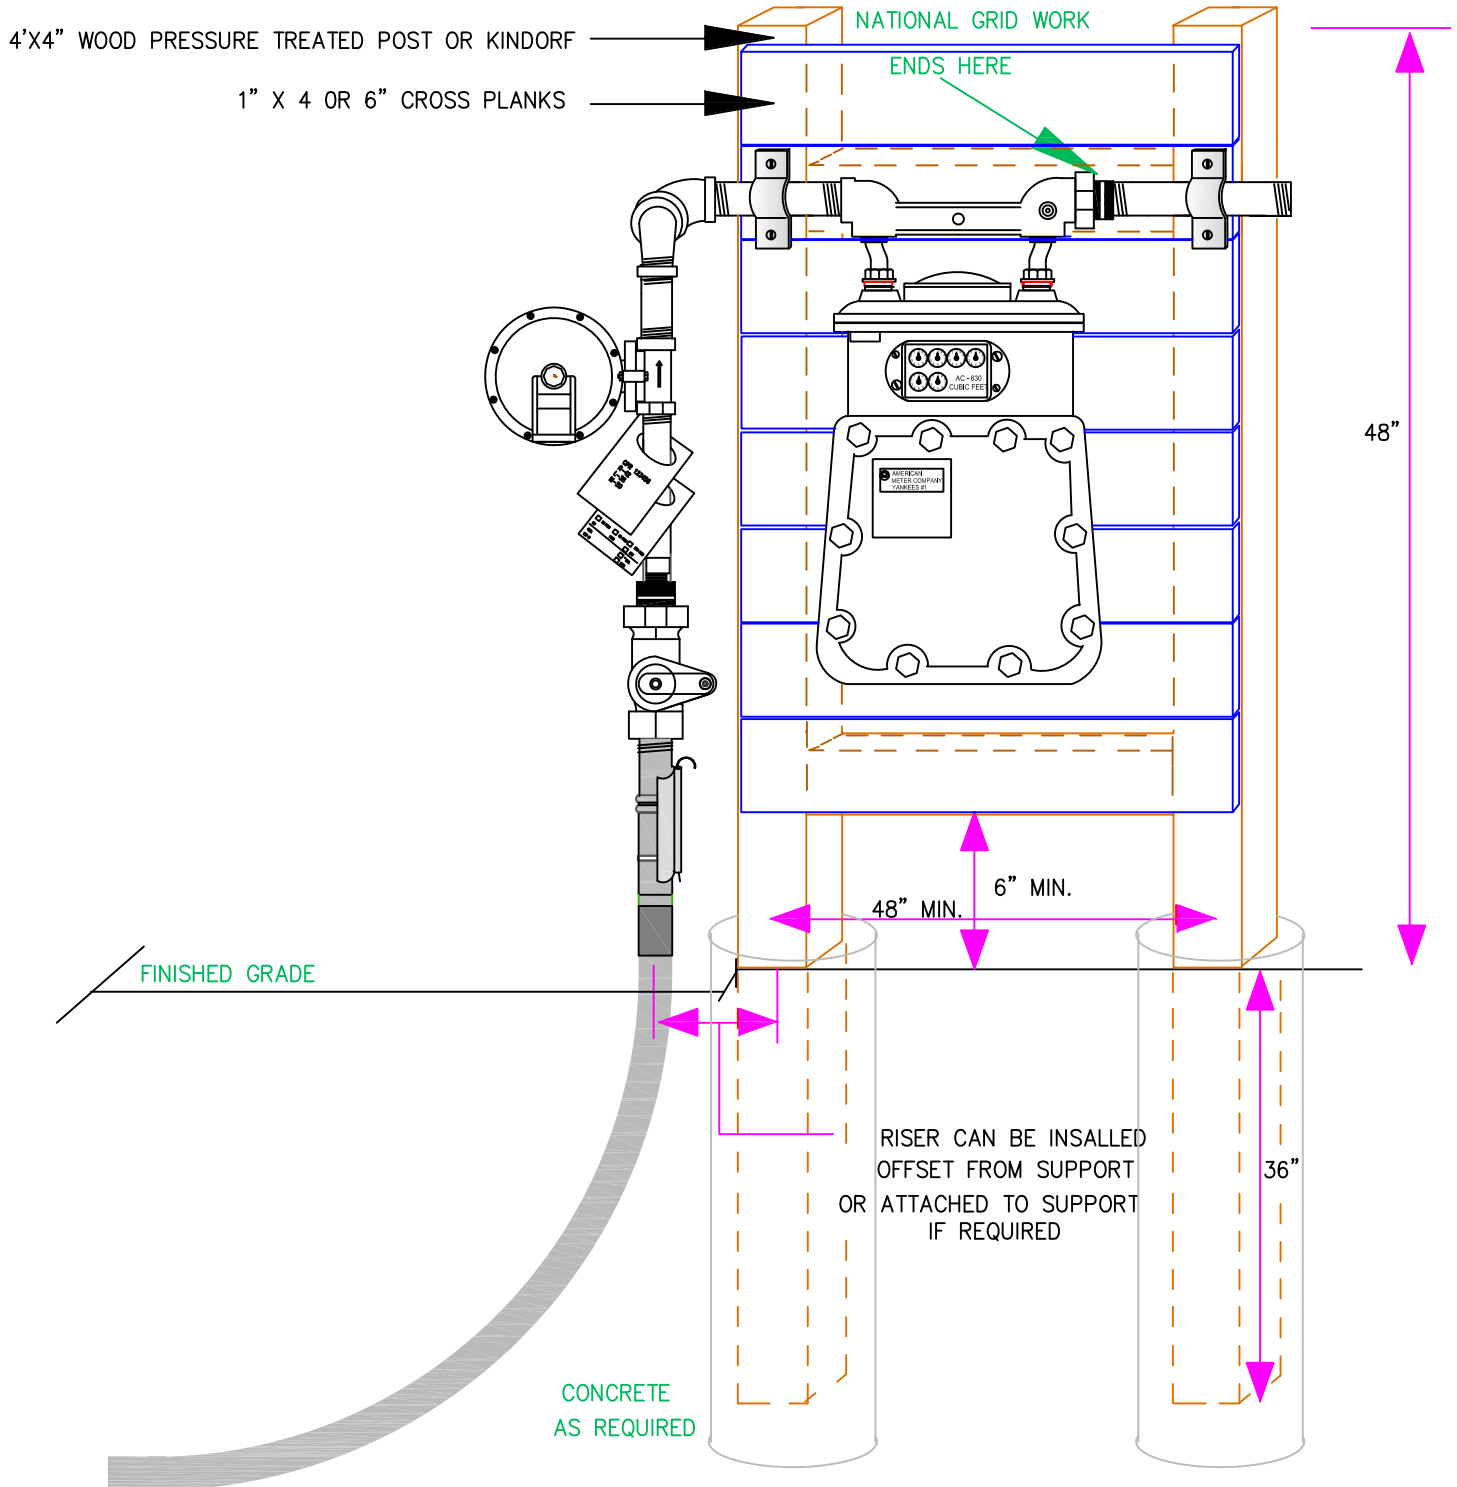 NATIONAL GRID WORK
ENDS HERE
4'X4" WOOD PRESSURE TREATED POST OR KINDORF
1" X 4 OR 6" CROSS PLANKS
AC - 630
CUBIC FEET
48"
AMERICAN
METER COMPANY
YANKEES #1
6" MIN.
48" MIN.
FINISHED GRADE
RISER CAN BE INSALLED
OFFSET FROM SUPPORT
OR ATTACHED TO SUPPORT
IF REQUIRED
36"
CONCRETE
AS REQUIRED